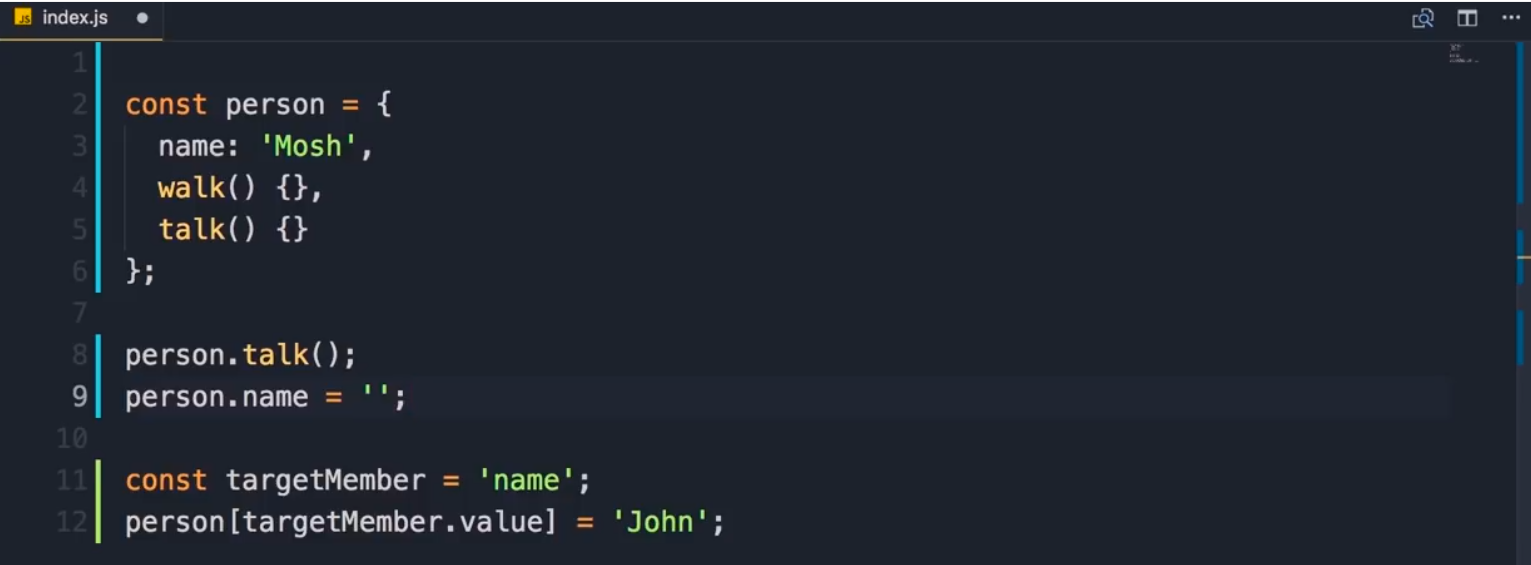 JS index.js
1
2 const person = {
3 name: 'Mosh',
4 walk() {},
5 talk() {}
6 };
7
8 person.talk();
9 person.name = '';
10
11 const targetMember = 'name';
12 person[targetMember.value] = 'John';